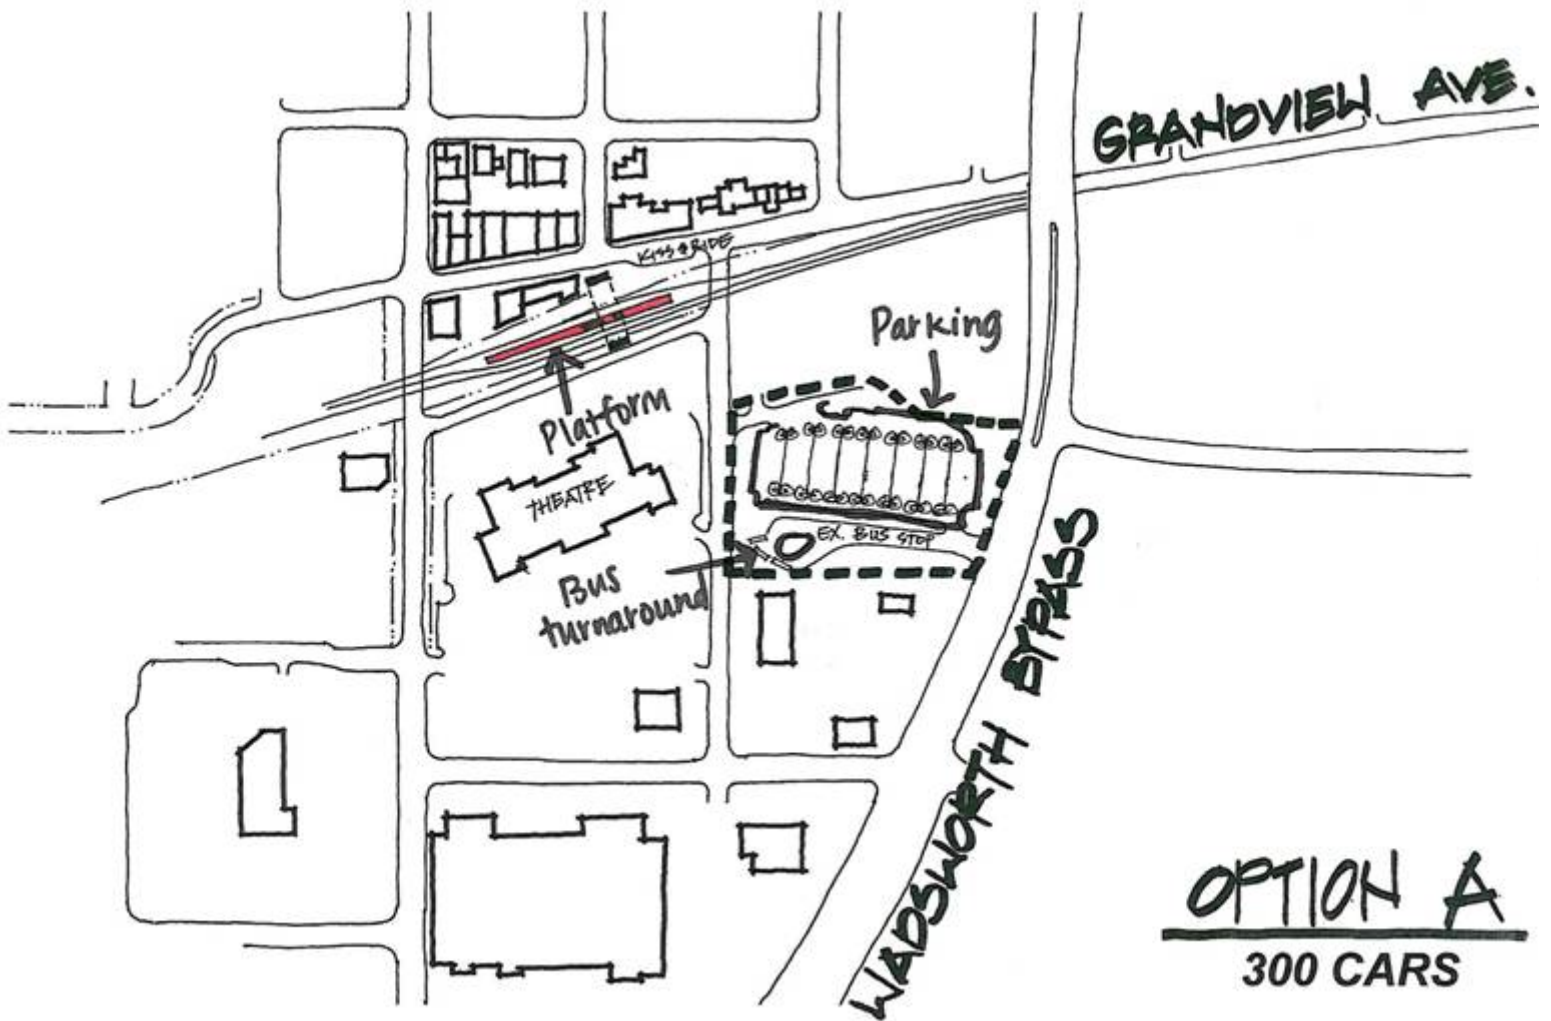 GRANDVIEW AVE.
KISS & RIDE
Parking
Platform
THEATRE
EX. BUS STOP
Bus
turnaround
WADSWORTH BYPASS
OPTION A
300 CARS